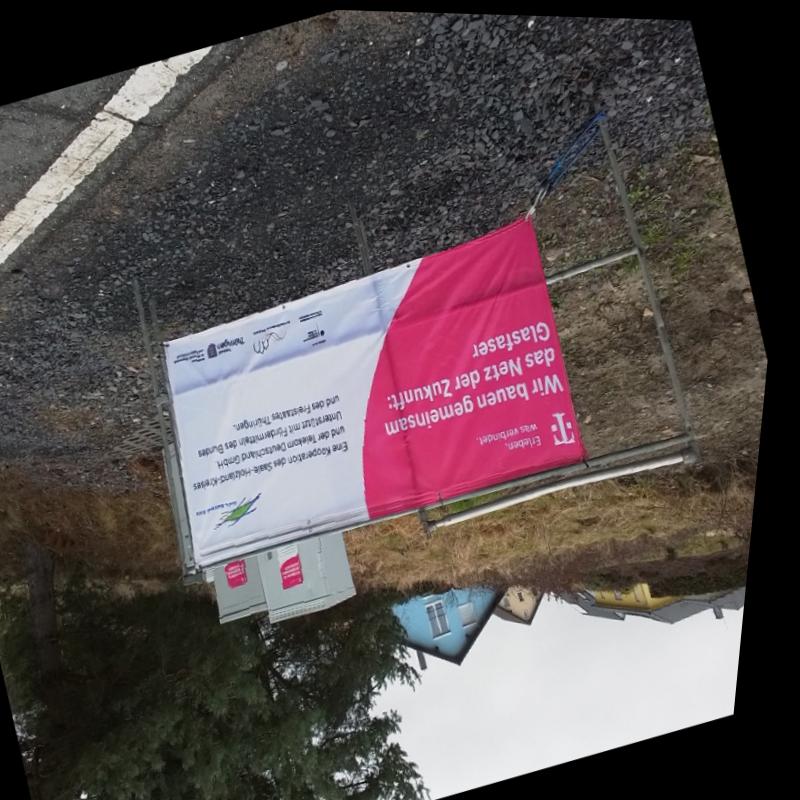 Erleben,
was verbindet.
Wir bauen gemeinsam
das Netz der Zukunft:
Glasfaser
Eine Kooperation des Saale-Holzland-Kreises
und der Telekom Deutschland GmbH.
Unterstützt mit Fördermitteln des Bundes
und des Freistaates Thüringen.
Thüringen